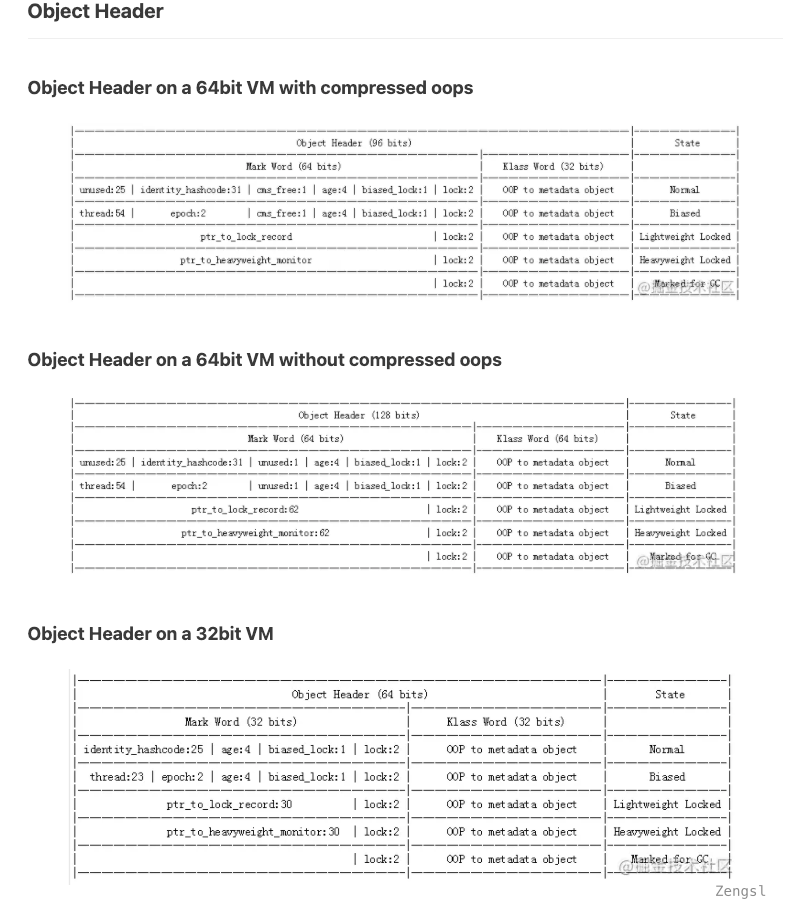 Object Header
Object Header on a 64bit VM with compressed oops
Object Header (96 bits) | State
Mark Word (64 bits) | Klass Word (32 bits) |
unused:25 | identity_hashcode:31 | cms_free:1 | age:4 | biased_lock:1 | lock:2 | OOP to metadata object | Normal
thread:54 | epoch:2 | cms_free:1 | age:4 | biased_lock:1 | lock:2 | OOP to metadata object | Biased
ptr_to_lock_record | lock:2 | OOP to metadata object | Lightweight Locked
ptr_to_heavyweight_monitor | lock:2 | OOP to metadata object | Heavyweight Locked
| lock:2 | OOP to metadata object | Marked for GC
@掘金技术社区
Object Header on a 64bit VM without compressed oops
Object Header (128 bits) | State
Mark Word (64 bits) | Klass Word (64 bits) |
unused:25 | identity_hashcode:31 | unused:1 | age:4 | biased_lock:1 | lock:2 | OOP to metadata object | Normal
thread:54 | epoch:2 | unused:1 | age:4 | biased_lock:1 | lock:2 | OOP to metadata object | Biased
ptr_to_lock_record:62 | lock:2 | OOP to metadata object | Lightweight Locked
ptr_to_heavyweight_monitor:62 | lock:2 | OOP to metadata object | Heavyweight Locked
| lock:2 | OOP to metadata object | Marked for GC
@掘金技术社区
Object Header on a 32bit VM
Object Header (64 bits) | State
Mark Word (32 bits) | Klass Word (32 bits) |
identity_hashcode:25 | age:4 | biased_lock:1 | lock:2 | OOP to metadata object | Normal
thread:23 | epoch:2 | age:4 | biased_lock:1 | lock:2 | OOP to metadata object | Biased
ptr_to_lock_record:30 | lock:2 | OOP to metadata object | Lightweight Locked
ptr_to_heavyweight_monitor:30 | lock:2 | OOP to metadata object | Heavyweight Locked
| lock:2 | OOP to metadata object | Marked for GC
@掘金技术社区
Zengsl